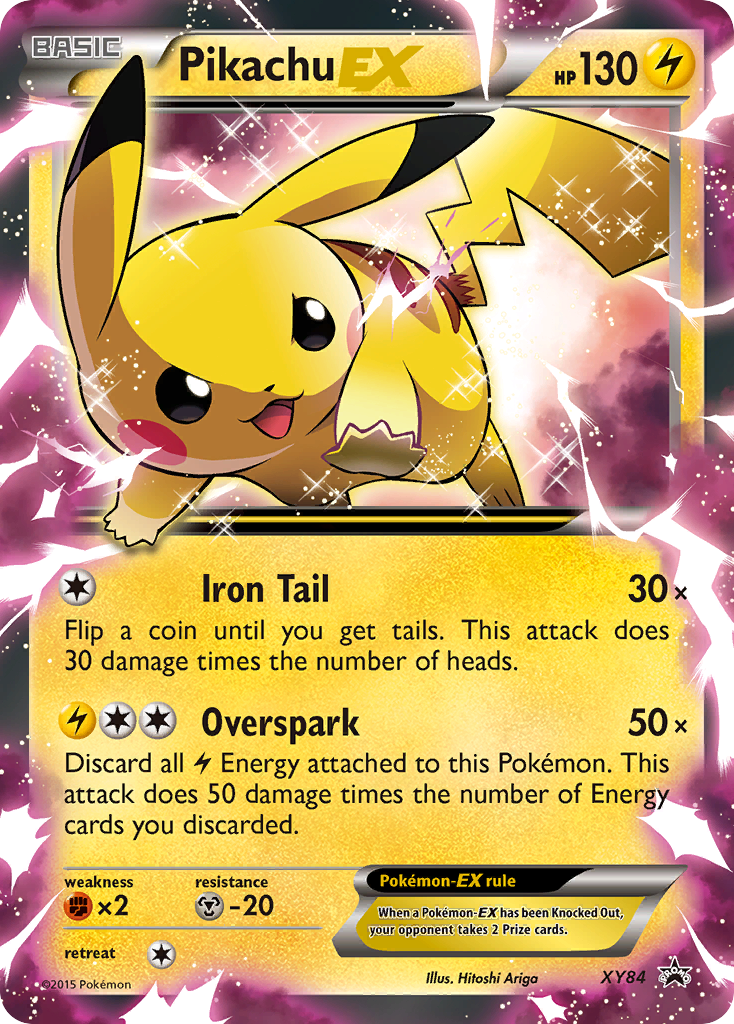 BASIC
Pikachu EX
HP 130
Iron Tail 30×
Flip a coin until you get tails. This attack does
30 damage times the number of heads.
Overspark 50×
Discard all Energy attached to this Pokémon. This
attack does 50 damage times the number of Energy
cards you discarded.
weakness
×2
resistance
-20
retreat
Pokémon-EX rule
When a Pokémon-EX has been Knocked Out,
your opponent takes 2 Prize cards.
©2015 Pokémon
Illus. Hitoshi Ariga
XY84
PROMO